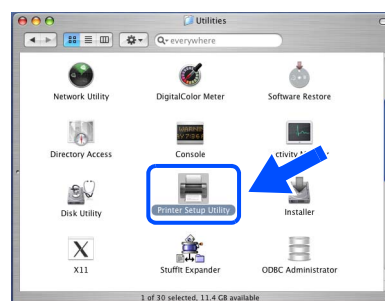 Utilities
everywhere
Network Utility
DigitalColor Meter
Software Restore
Directory Access
Console
ctivity
Disk Utility
Printer Setup Utility
Installer
X11
StuffIt Expander
ODBC Administrator
1 of 30 selected, 11.4 GB available